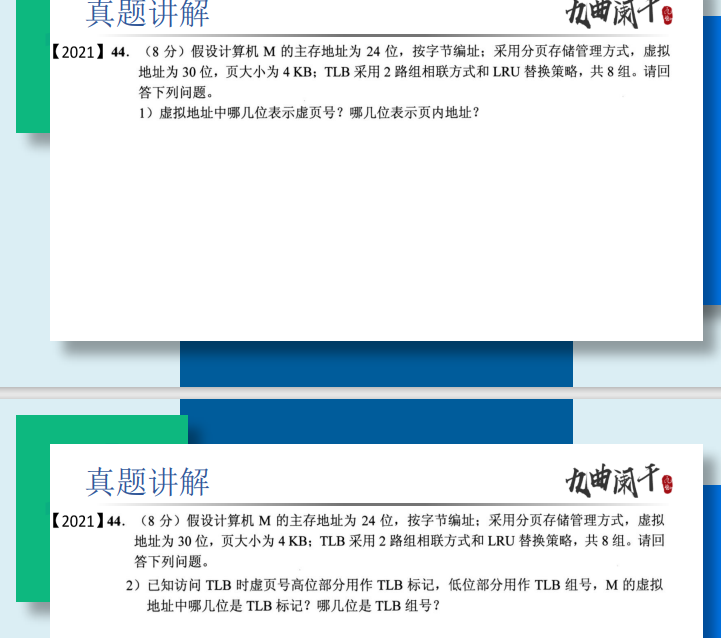 真题讲解
九曲阑干
【2021】44. （8 分）假设计算机 M 的主存地址为 24 位，按字节编址；采用分页存储管理方式，虚拟
地址为 30 位，页大小为 4 KB；TLB 采用 2 路组相联方式和 LRU 替换策略，共 8 组。请回
答下列问题。
1）虚拟地址中哪几位表示虚页号？哪几位表示页内地址？
真题讲解
九曲阑干
【2021】44. （8 分）假设计算机 M 的主存地址为 24 位，按字节编址；采用分页存储管理方式，虚拟
地址为 30 位，页大小为 4 KB；TLB 采用 2 路组相联方式和 LRU 替换策略，共 8 组。请回
答下列问题。
2）已知访问 TLB 时虚页号高位部分用作 TLB 标记，低位部分用作 TLB 组号，M 的虚拟
地址中哪几位是 TLB 标记？哪几位是 TLB 组号？